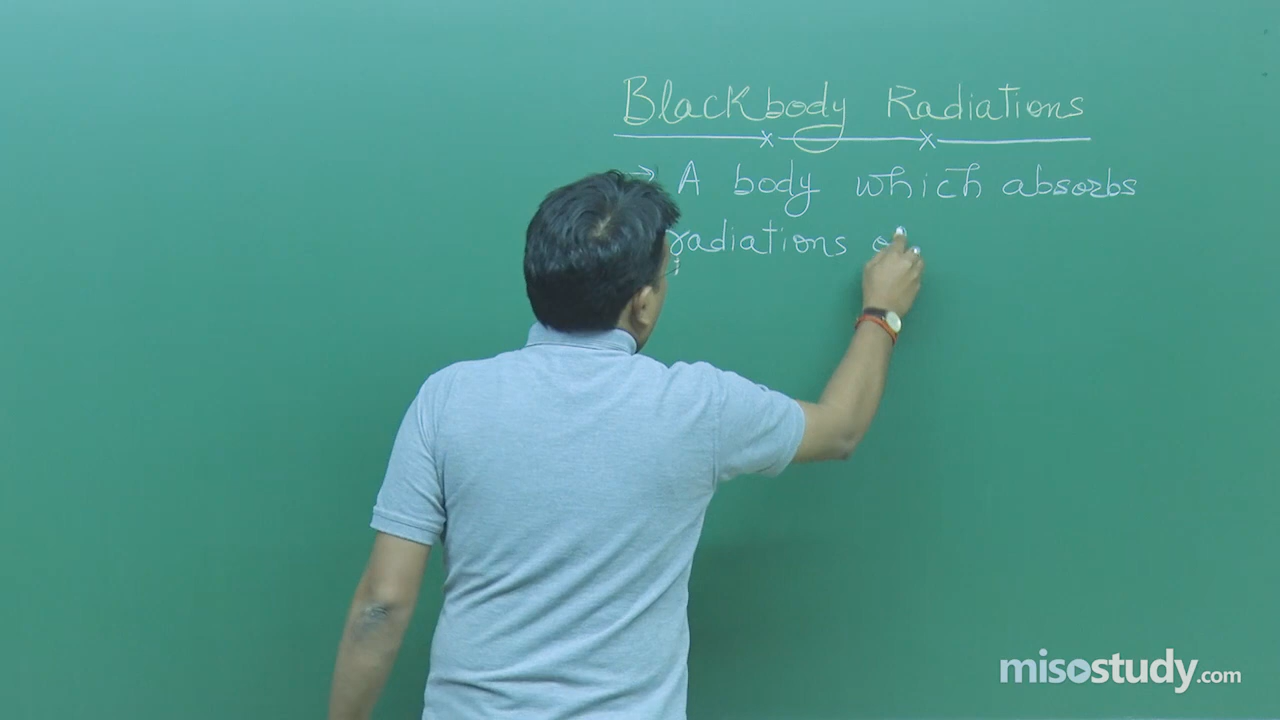 Blackbody Radiations
→ A body which absorbs
radiations
misostudy.com